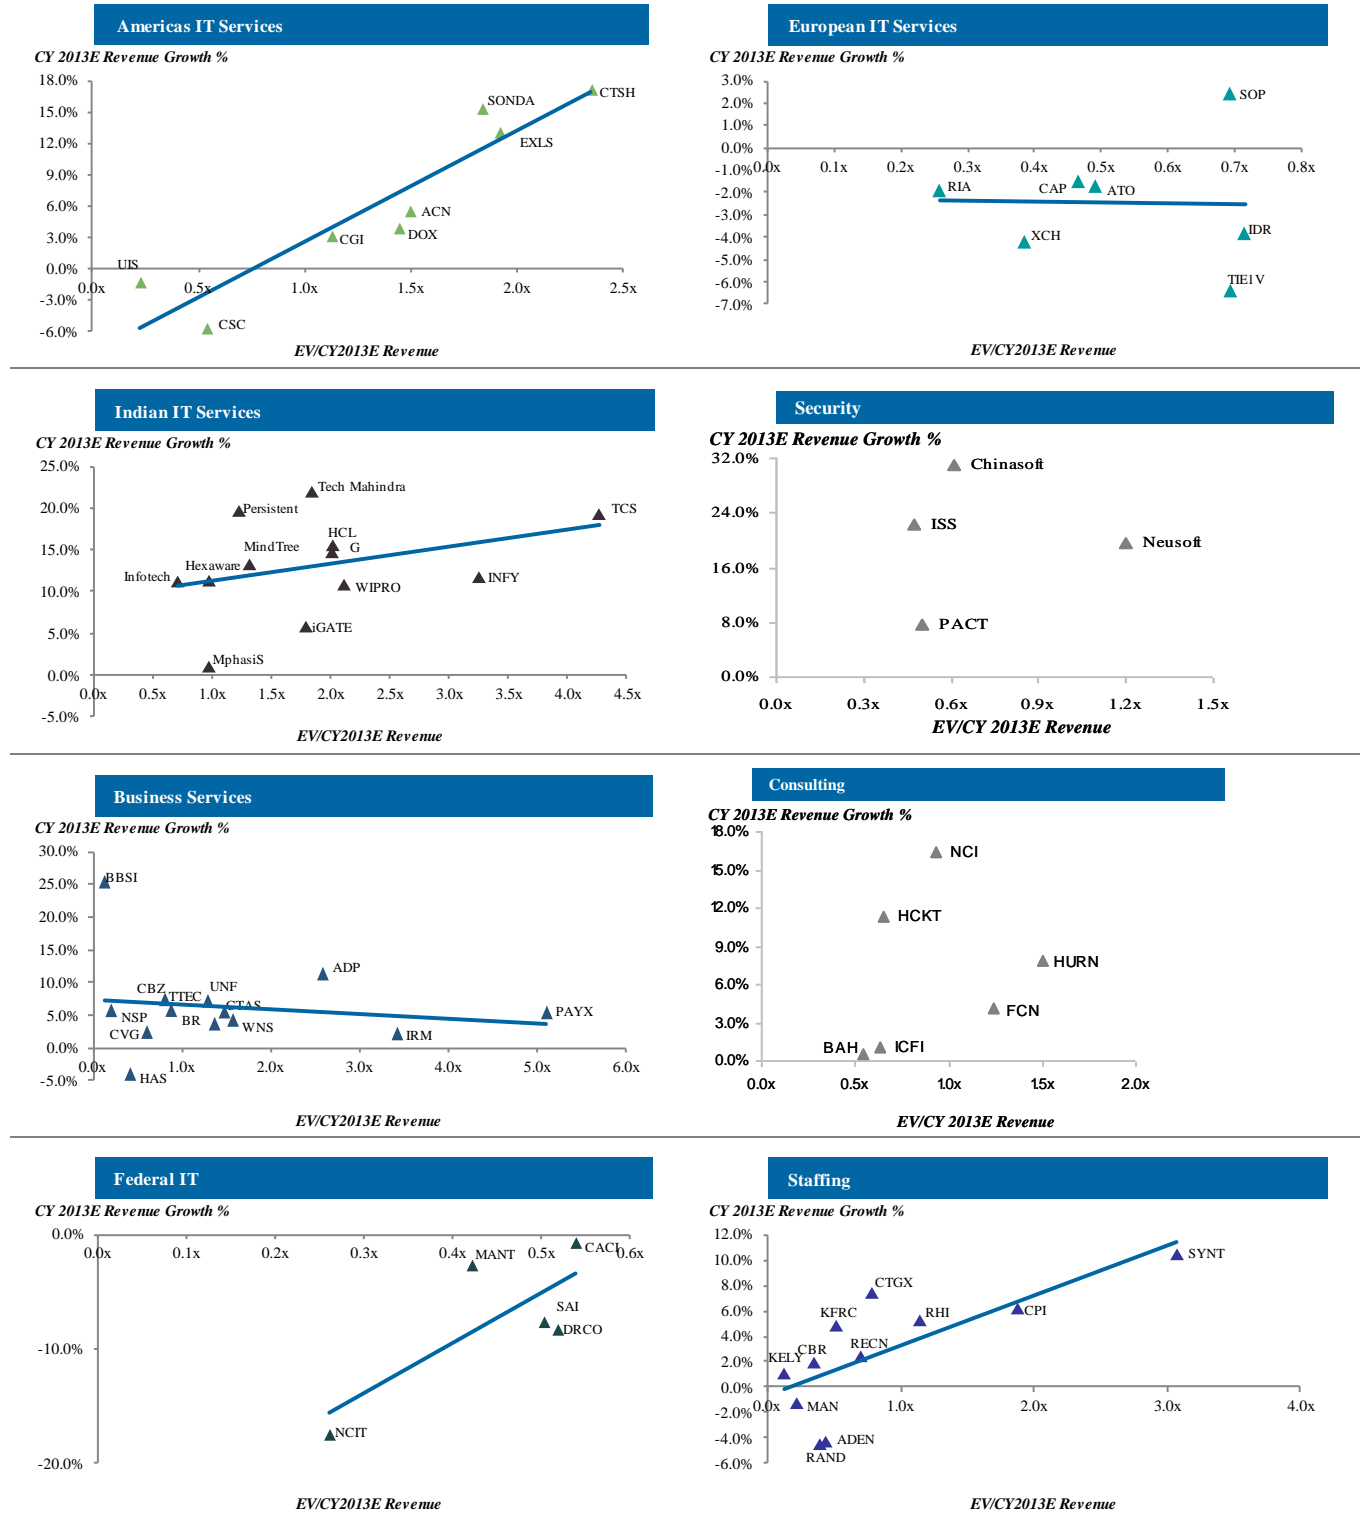 Americas IT Services
CY 2013E Revenue Growth %
18.0%
15.0%
12.0%
9.0%
6.0%
3.0%
0.0%
-3.0%
-6.0%
0.0x 0.5x 1.0x 1.5x 2.0x 2.5x
CTSH
SONDA
EXLS
ACN
DOX
CGI
UIS
CSC
EV/CY2013E Revenue
European IT Services
CY 2013E Revenue Growth %
3.0%
2.0%
1.0%
0.0%
-1.0%
-2.0%
-3.0%
-4.0%
-5.0%
-6.0%
-7.0%
0.0x 0.1x 0.2x 0.3x 0.4x 0.5x 0.6x 0.7x 0.8x
SOP
RIA
CAP
ATO
XCH
IDR
TIE1V
EV/CY2013E Revenue
Indian IT Services
CY 2013E Revenue Growth %
25.0%
20.0%
15.0%
10.0%
5.0%
0.0%
-5.0%
0.0x 0.5x 1.0x 1.5x 2.0x 2.5x 3.0x 3.5x 4.0x 4.5x
Tech Mahindra
Persistent
TCS
HCL
G
MindTree
Hexaware
Infotech
WIPRO
INFY
iGATE
MphasiS
EV/CY2013E Revenue
Security
CY 2013E Revenue Growth %
32.0%
24.0%
16.0%
8.0%
0.0%
0.0x 0.3x 0.6x 0.9x 1.2x 1.5x
Chinasoft
ISS
Neusoft
PACT
EV/CY 2013E Revenue
Business Services
CY 2013E Revenue Growth %
30.0%
25.0%
20.0%
15.0%
10.0%
5.0%
0.0%
-5.0%
0.0x 1.0x 2.0x 3.0x 4.0x 5.0x 6.0x
BBSI
ADP
CBZ
TTEC
UNF
CTAS
NSP
BR
WNS
CVG
IRM
PAYX
HAS
EV/CY2013E Revenue
Consulting
CY 2013E Revenue Growth %
18.0%
15.0%
12.0%
9.0%
6.0%
3.0%
0.0%
0.0x 0.5x 1.0x 1.5x 2.0x
NCI
HCKT
HURN
FCN
BAH
ICFI
EV/CY 2013E Revenue
Federal IT
CY 2013E Revenue Growth %
0.0%
-10.0%
-20.0%
0.0x 0.1x 0.2x 0.3x 0.4x 0.5x 0.6x
MANT
CACI
SAI
DRCO
NCIT
EV/CY2013E Revenue
Staffing
CY 2013E Revenue Growth %
12.0%
10.0%
8.0%
6.0%
4.0%
2.0%
0.0%
-2.0%
-4.0%
-6.0%
0.0x 1.0x 2.0x 3.0x 4.0x
SYNT
CTGX
KFRC
RHI
CPI
RECN
CBR
KELY
MAN
ADEN
RAND
EV/CY2013E Revenue